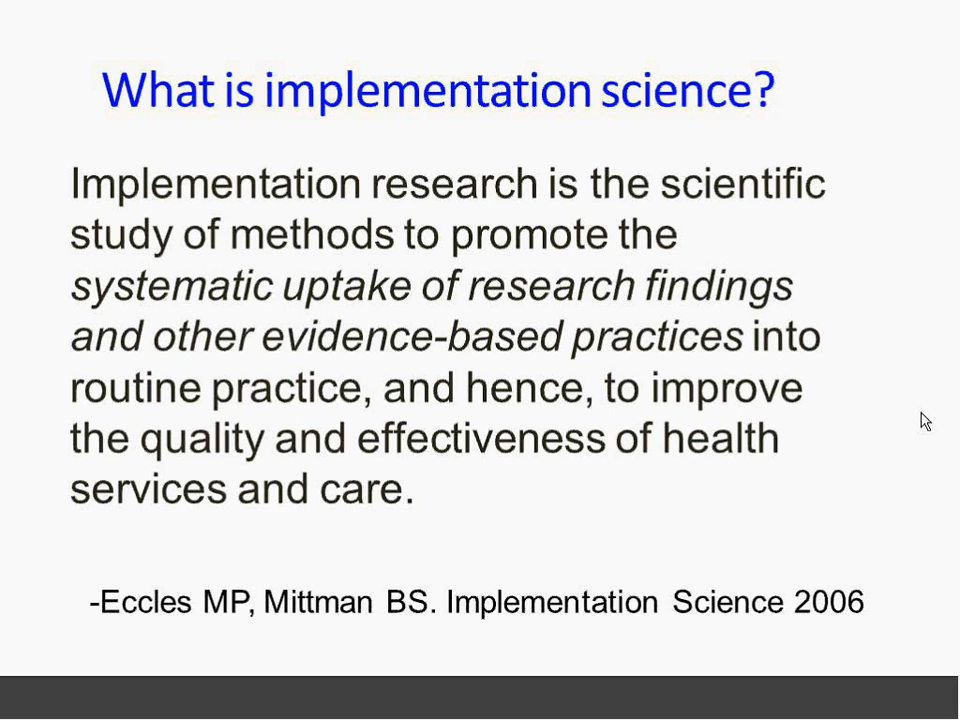 What is implementation science?
Implementation research is the scientific
study of methods to promote the
systematic uptake of research findings
and other evidence-based practices into
routine practice, and hence, to improve
the quality and effectiveness of health
services and care.
-Eccles MP, Mittman BS. Implementation Science 2006